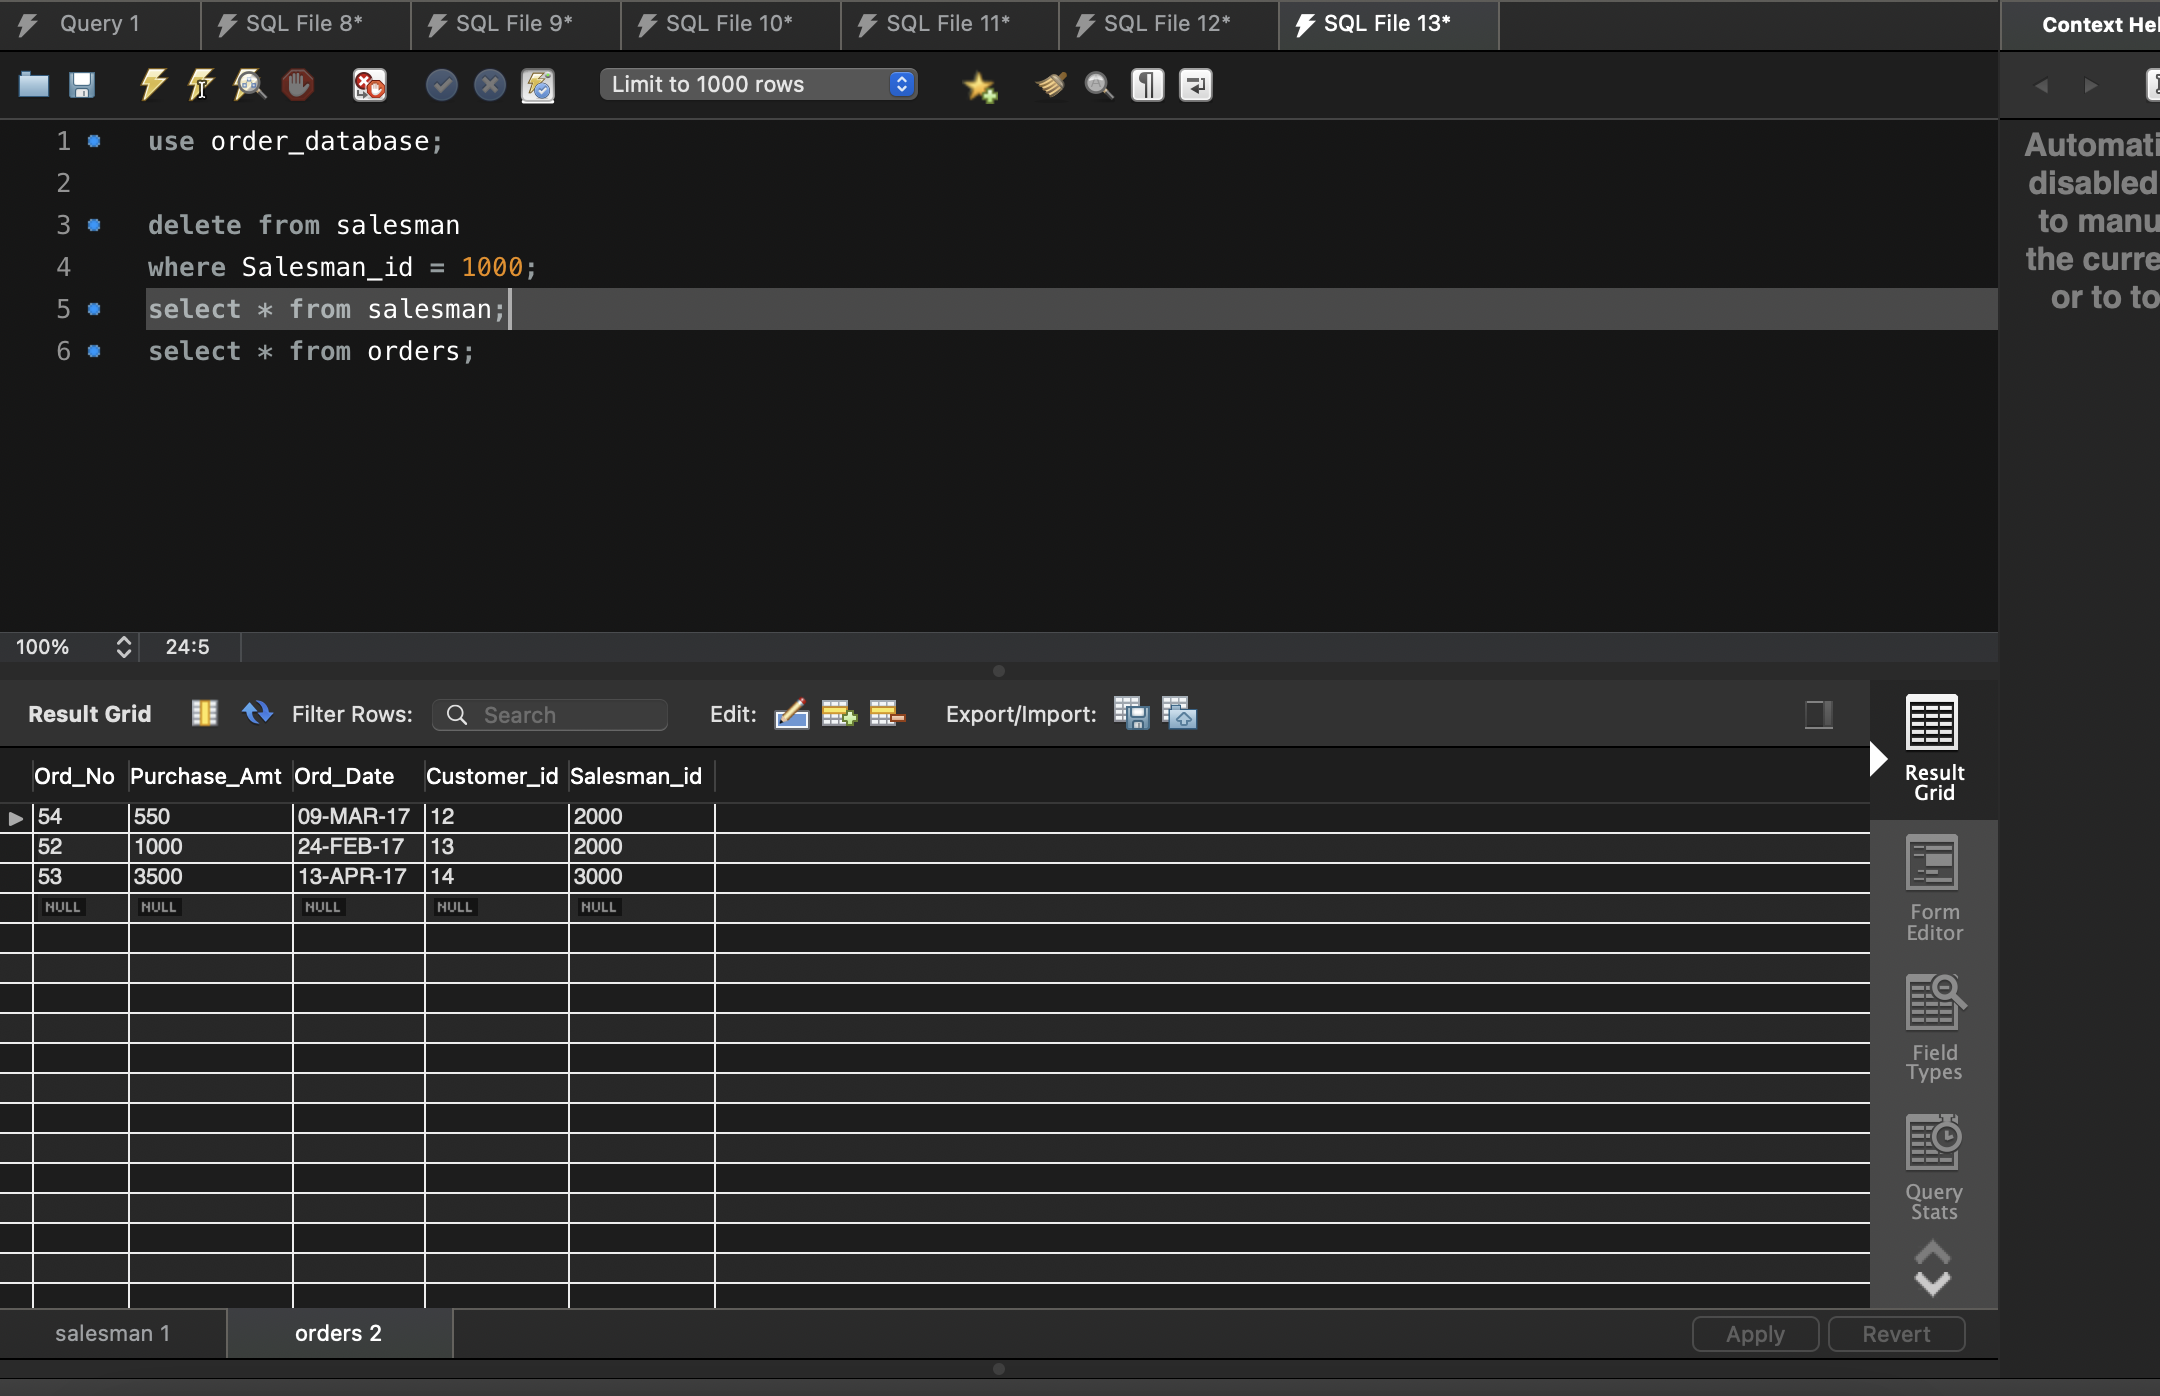 Query 1 SQL File 8* SQL File 9* SQL File 10* SQL File 11* SQL File 12* SQL File 13*
Context Hel
Limit to 1000 rows
1 use order_database;
2
3 delete from salesman
4 where Salesman_id = 1000;
5 select * from salesman;
6 select * from orders;
Automati
disabled
to manu
the curre
or to to
100% 24:5
Result Grid Filter Rows: Search Edit: Export/Import:
Ord_No Purchase_Amt Ord_Date Customer_id Salesman_id
54 550 09-MAR-17 12 2000
52 1000 24-FEB-17 13 2000
53 3500 13-APR-17 14 3000
NULL NULL NULL NULL NULL
Result
Grid
Form
Editor
Field
Types
Query
Stats
salesman 1 orders 2
Apply Revert